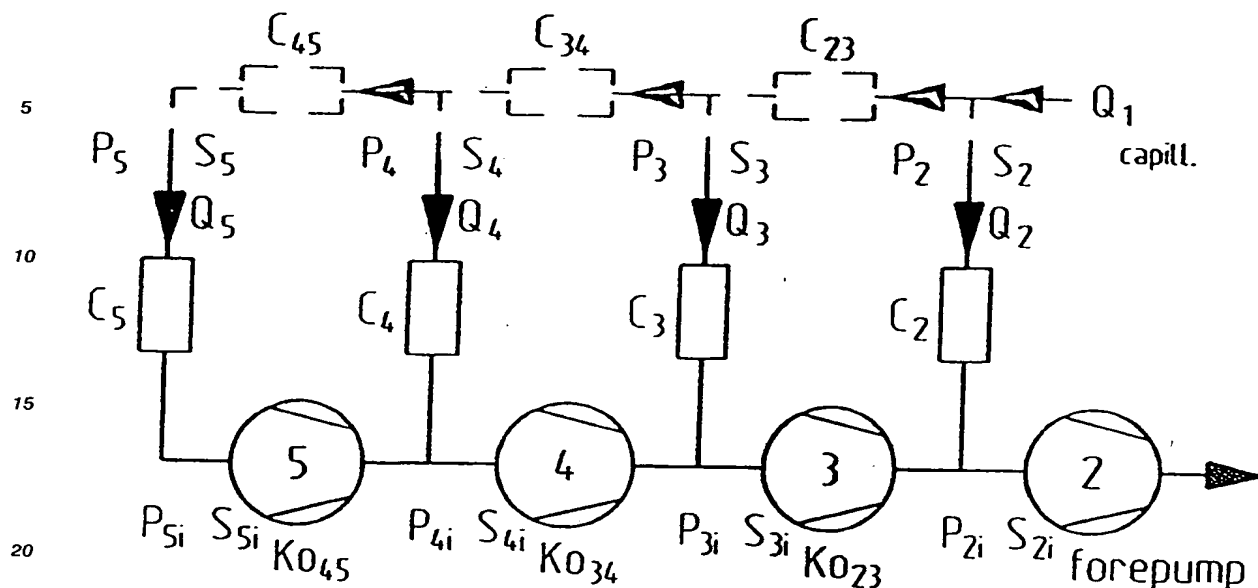 C45 C34 C23
5
Q1
P5 S5 P4 S4 P3 S3 P2 S2 capill.
Q5 Q4 Q3 Q2
10
C5 C4 C3 C2
15
5 4 3 2
P5i S5i Ko45 P4i S4i Ko34 P3i S3i Ko23 P2i S2i forepump
20